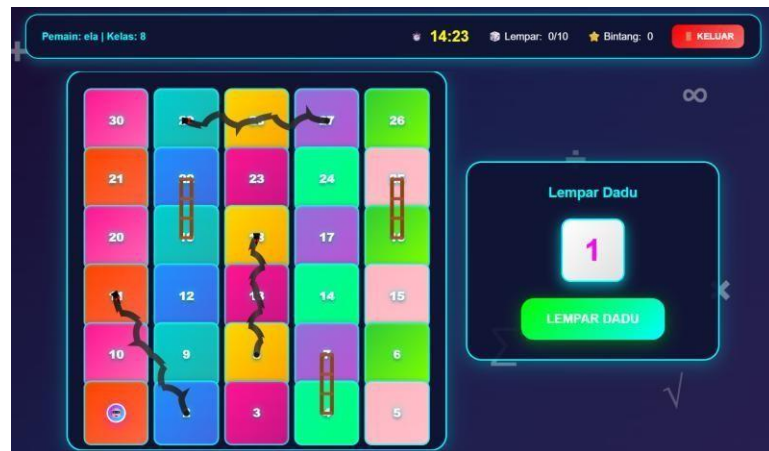 Pemain: ela | Kelas: 8
14:23
Lempar: 0/10
Bintang: 0
KELUAR
30 26
21 23 24
20 17
12 14 15
10 9 6
3 5
Lempar Dadu
1
LEMPAR DADU
∞
÷
×
Σ
√
+